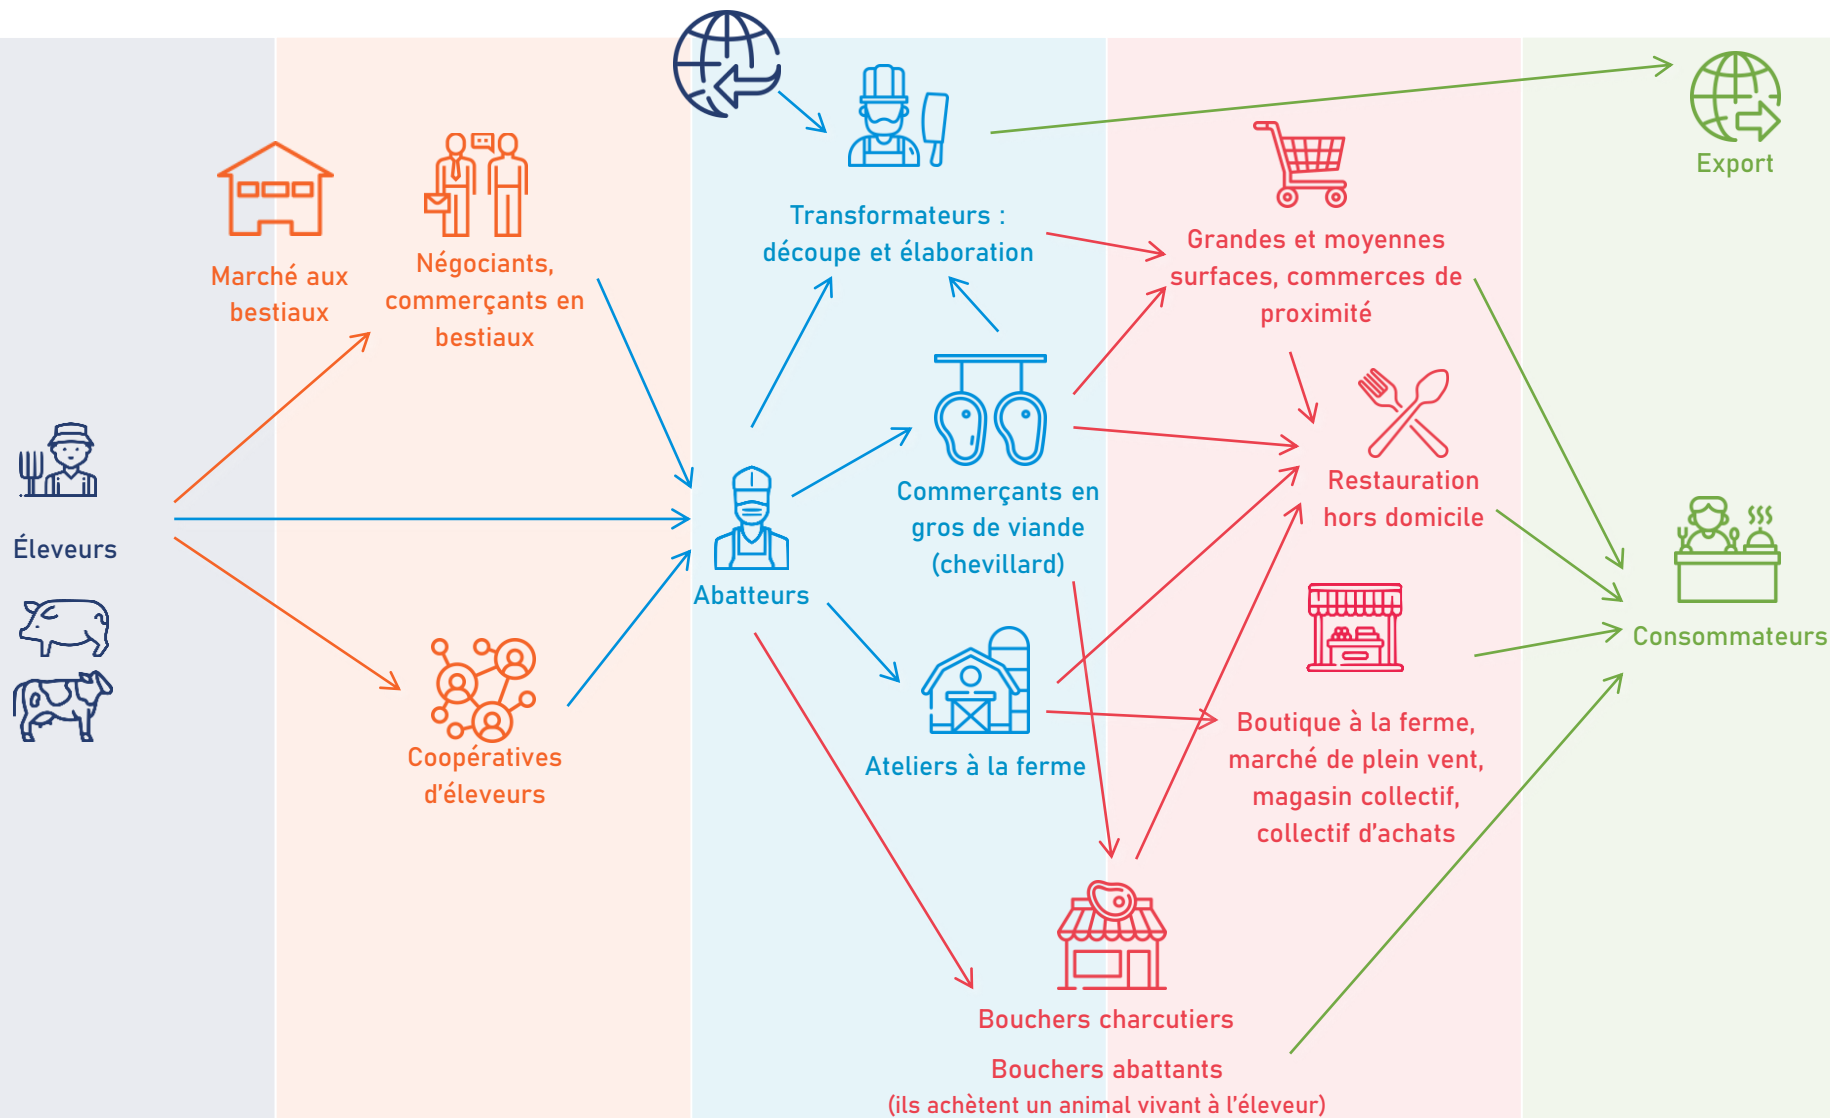 Export
Marché aux
bestiaux
Négociants,
commerçants en
bestiaux
Transformateurs :
découpe et élaboration
Grandes et moyennes
surfaces, commerces de
proximité
Éleveurs
Abatteurs
Commerçants en
gros de viande
(chevillard)
Restauration
hors domicile
Consommateurs
Coopératives
d'éleveurs
Ateliers à la ferme
Boutique à la ferme,
marché de plein vent,
magasin collectif,
collectif d'achats
Bouchers charcutiers
Bouchers abattants
(ils achètent un animal vivant à l'éleveur)